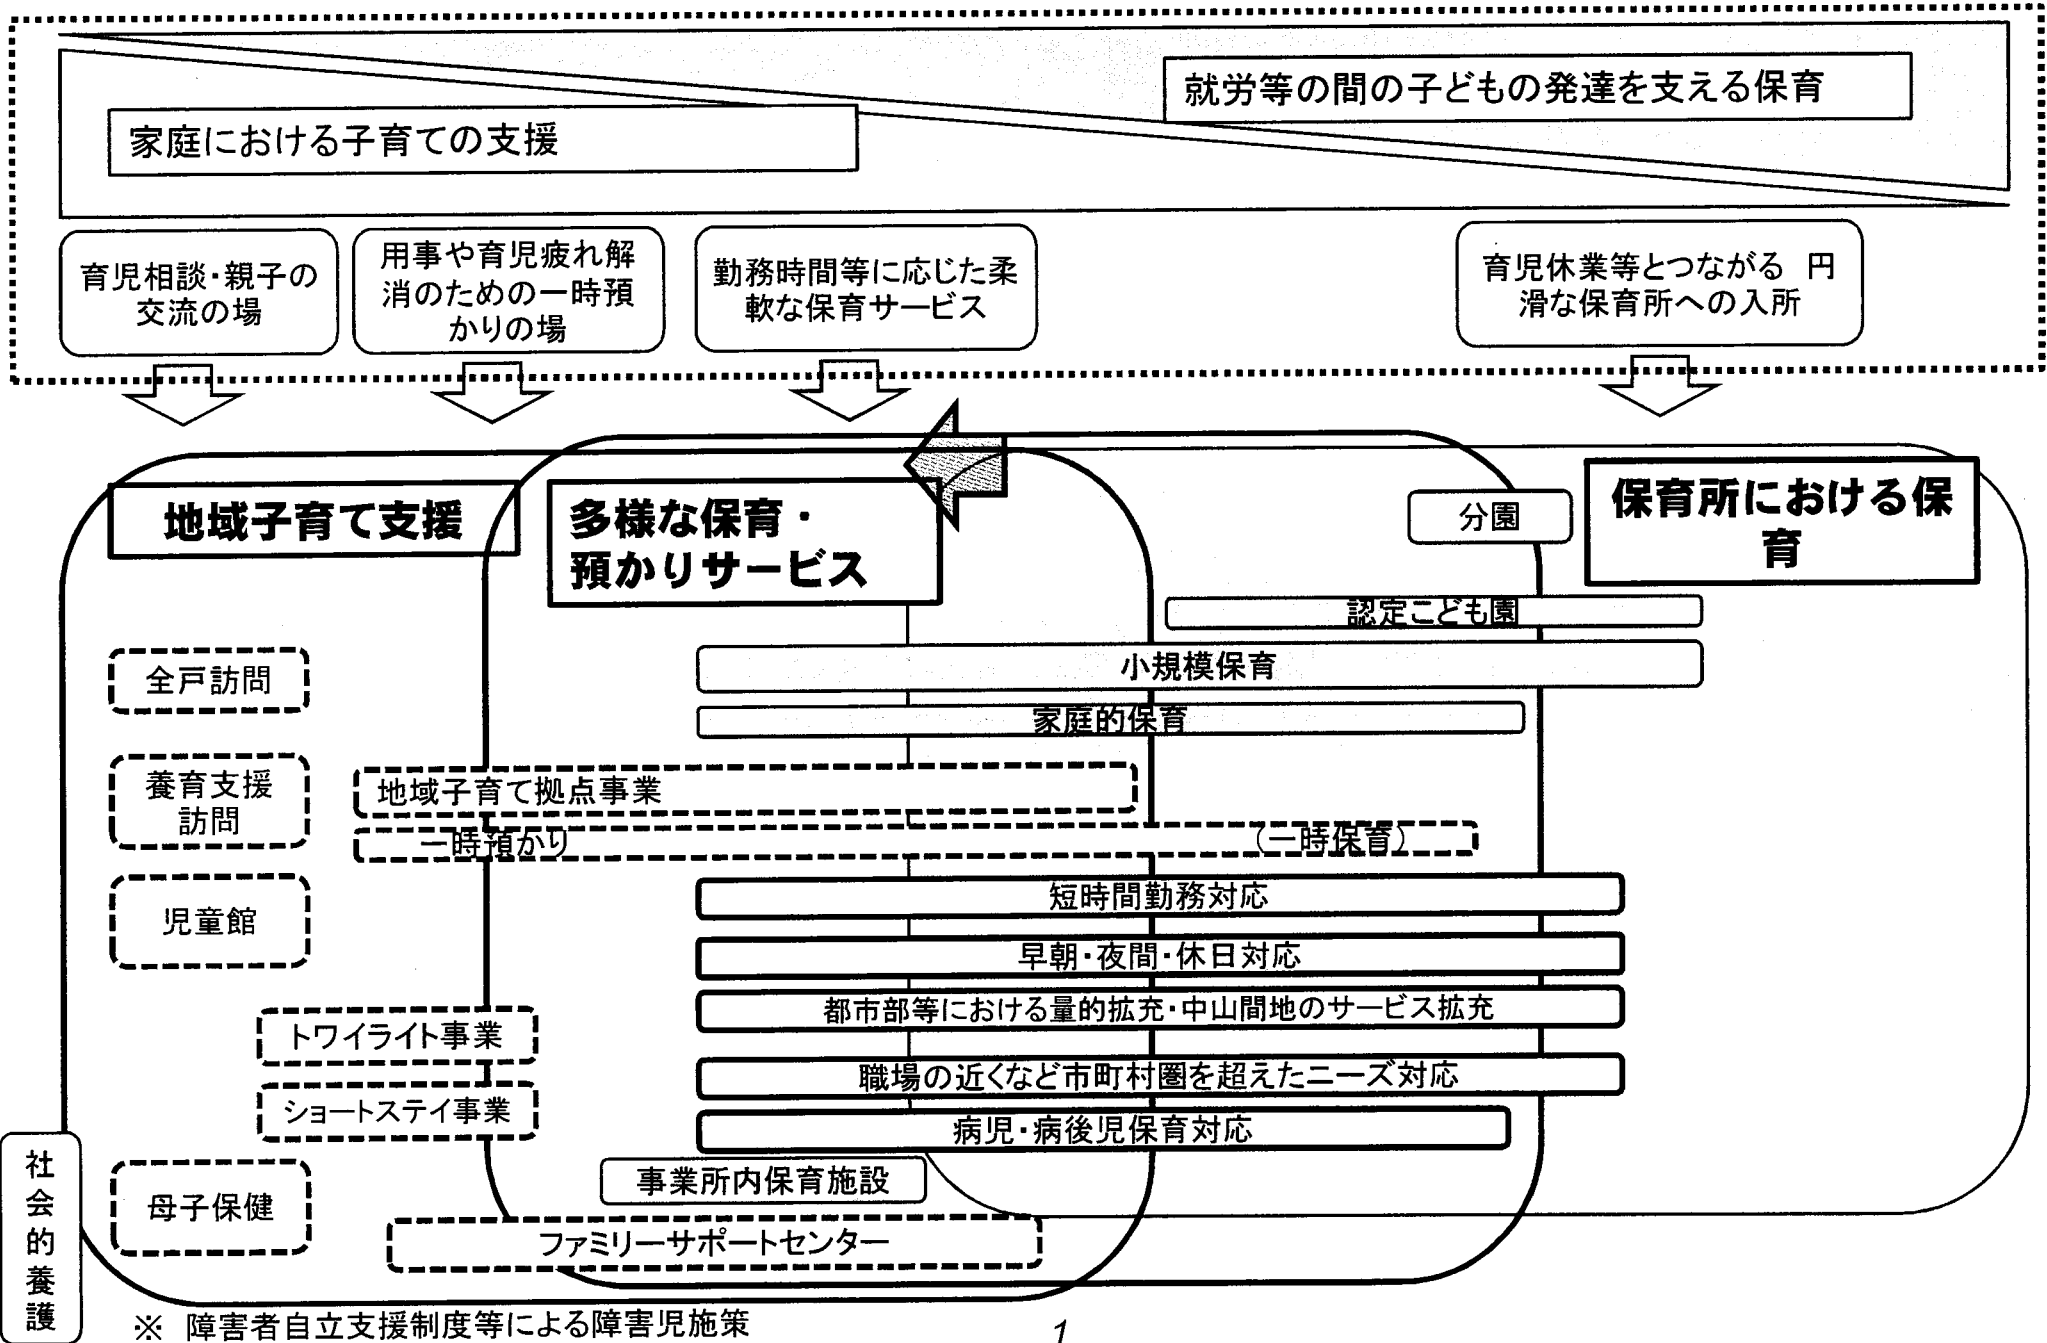 就労等の間の子どもの発達を支える保育
家庭における子育ての支援
育児相談・親子の
交流の場
用事や育児疲れ解
消のための一時預
かりの場
勤務時間等に応じた柔
軟な保育サービス
育児休業等とつながる 円
滑な保育所への入所
地域子育て支援
多様な保育・
預かりサービス
分園
保育所における保
育
認定こども園
小規模保育
家庭的保育
全戸訪問
養育支援
訪問
地域子育て拠点事業
一時預かり (一時保育)
児童館
短時間勤務対応
早朝・夜間・休日対応
都市部等における量的拡充・中山間地のサービス拡充
トワイライト事業
職場の近くなど市町村圏を超えたニーズ対応
ショートステイ事業
病児・病後児保育対応
事業所内保育施設
母子保健
ファミリーサポートセンター
社
会
的
養
護
※ 障害者自立支援制度等による障害児施策
1